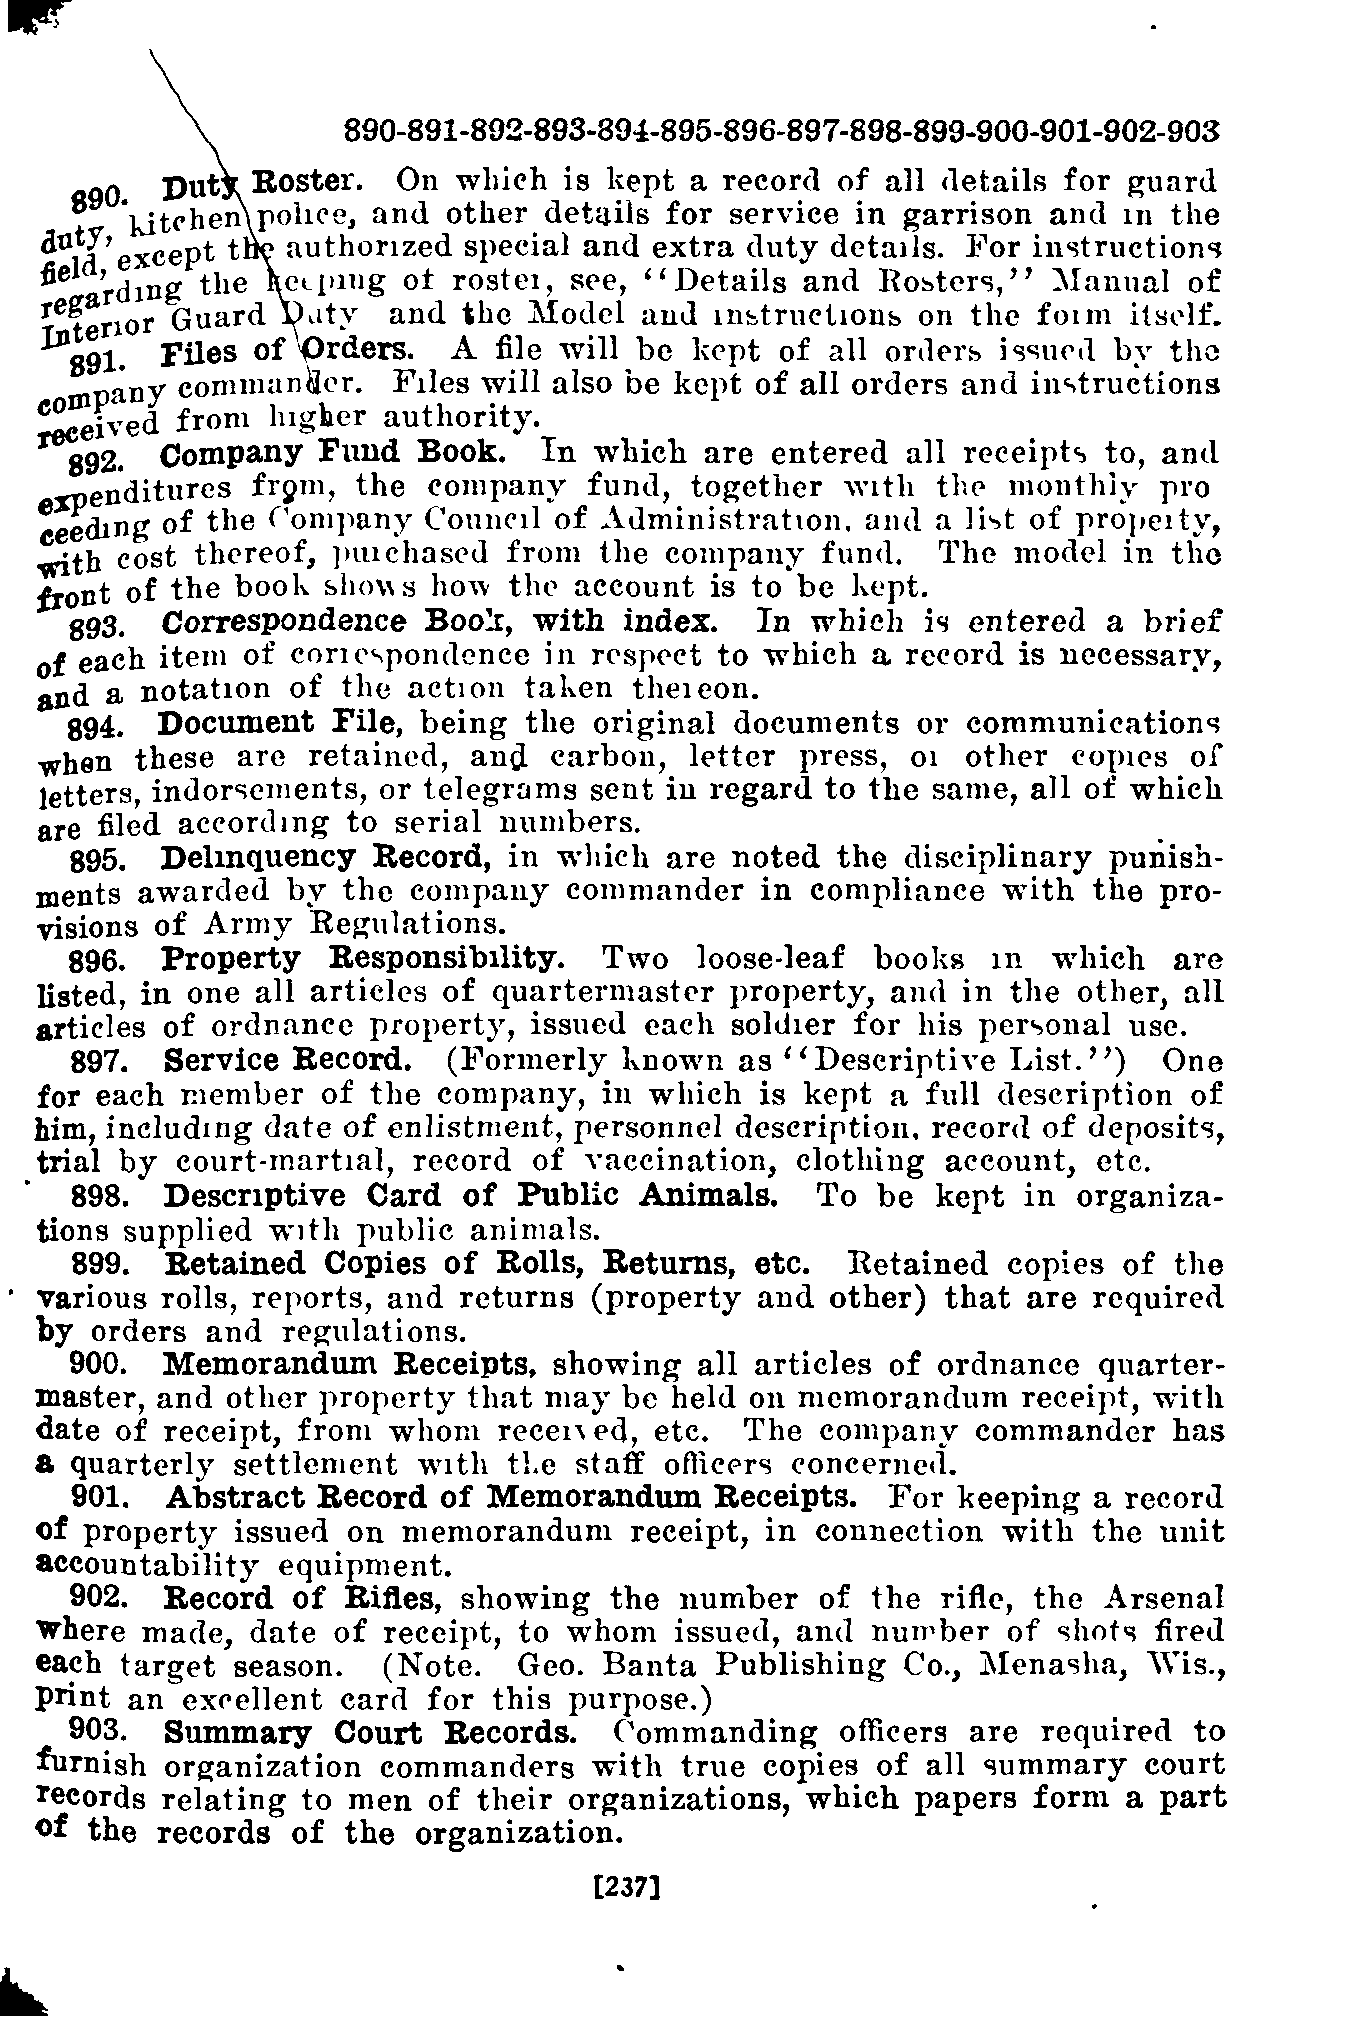 890-891-892-893-894-895-896-897-898-899-900-901-902-903
890. Duty Roster. On which is kept a record of all details for guard
duty, kitchen police, and other details for service in garrison and in the
field, except the authorized special and extra duty details. For instructions
regarding the keeping of roster, see, "Details and Rosters," Manual of
Interior Guard Duty and the Model and instructions on the form itself.
891. Files of Orders. A file will be kept of all orders issued by the
company commander. Files will also be kept of all orders and instructions
received from higher authority.
892. Company Fund Book. In which are entered all receipts to, and
expenditures from, the company fund, together with the monthly pro
ceeding of the Company Council of Administration, and a list of property,
with cost thereof, purchased from the company fund. The model in the
front of the book shows how the account is to be kept.
893. Correspondence Book, with index. In which is entered a brief
of each item of correspondence in respect to which a record is necessary,
and a notation of the action taken thereon.
894. Document File, being the original documents or communications
when these are retained, and carbon, letter press, or other copies of
letters, indorsements, or telegrams sent in regard to the same, all of which
are filed according to serial numbers.
895. Delinquency Record, in which are noted the disciplinary punish-
ments awarded by the company commander in compliance with the pro-
visions of Army Regulations.
896. Property Responsibility. Two loose-leaf books in which are
listed, in one all articles of quartermaster property, and in the other, all
articles of ordnance property, issued each soldier for his personal use.
897. Service Record. (Formerly known as "Descriptive List.") One
for each member of the company, in which is kept a full description of
him, including date of enlistment, personnel description, record of deposits,
trial by court-martial, record of vaccination, clothing account, etc.
898. Descriptive Card of Public Animals. To be kept in organiza-
tions supplied with public animals.
899. Retained Copies of Rolls, Returns, etc. Retained copies of the
various rolls, reports, and returns (property and other) that are required
by orders and regulations.
900. Memorandum Receipts, showing all articles of ordnance quarter-
master, and other property that may be held on memorandum receipt, with
date of receipt, from whom received, etc. The company commander has
a quarterly settlement with the staff officers concerned.
901. Abstract Record of Memorandum Receipts. For keeping a record
of property issued on memorandum receipt, in connection with the unit
accountability equipment.
902. Record of Rifles, showing the number of the rifle, the Arsenal
where made, date of receipt, to whom issued, and number of shots fired
each target season. (Note. Geo. Banta Publishing Co., Menasha, Wis.,
print an excellent card for this purpose.)
903. Summary Court Records. Commanding officers are required to
furnish organization commanders with true copies of all summary court
records relating to men of their organizations, which papers form a part
of the records of the organization.
[237]